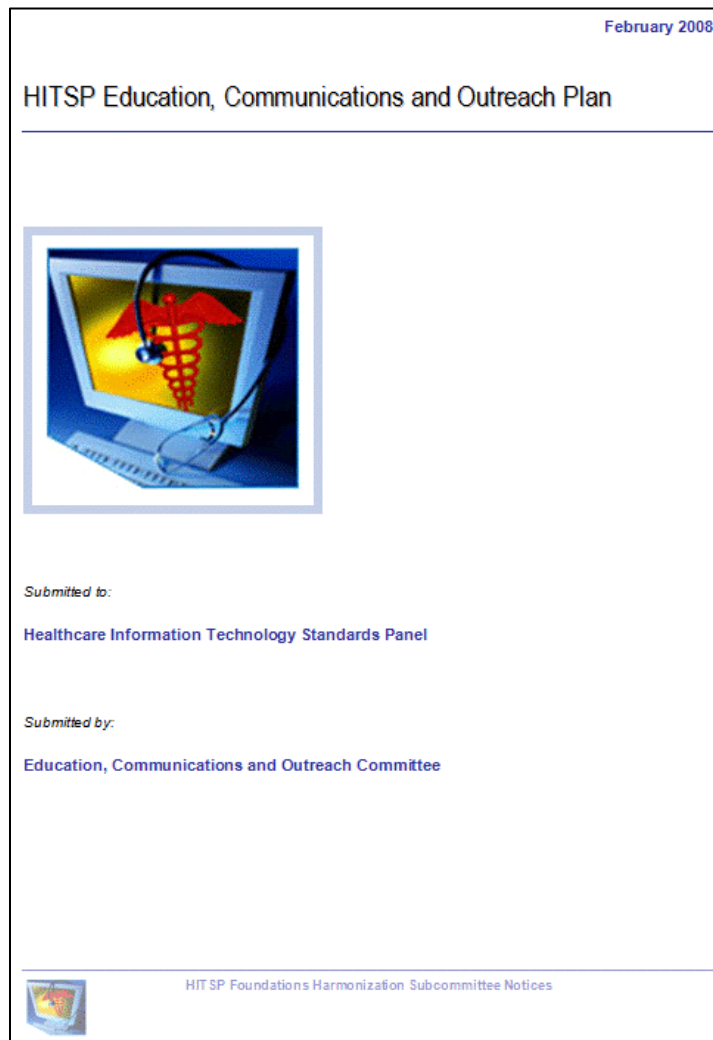 February 2008
HITSP Education, Communications and Outreach Plan
Submitted to:
Healthcare Information Technology Standards Panel
Submitted by:
Education, Communications and Outreach Committee
HITSP Foundations Harmonization Subcommittee Notices